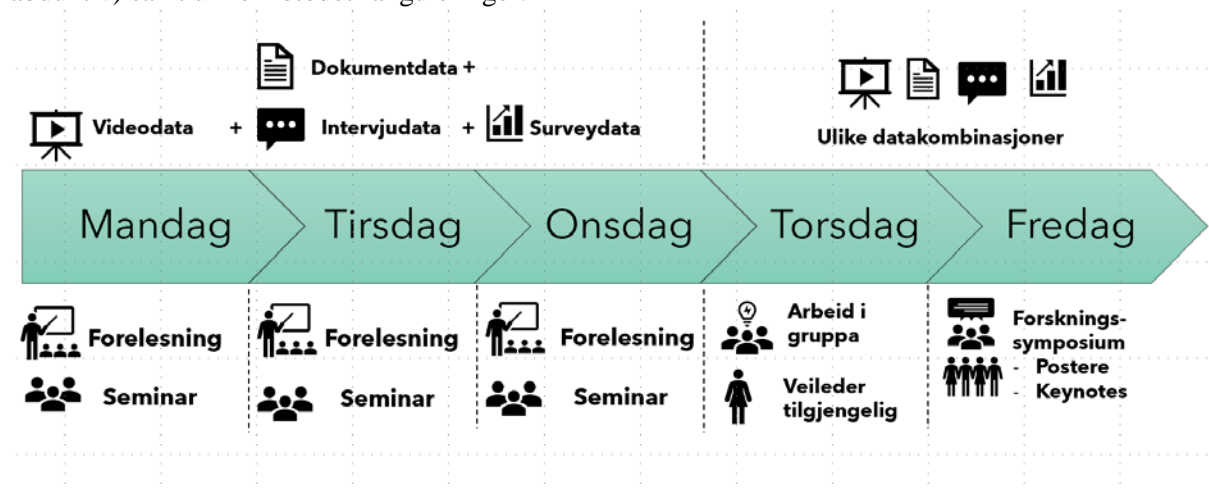 Dokumentdata +
Videodata + Intervjudata + Surveydata
Ulike datakombinasjoner
Mandag Tirsdag Onsdag Torsdag Fredag
Forelesning
Seminar
Forelesning
Seminar
Forelesning
Seminar
Arbeid i
gruppa
Veileder
tilgjengelig
Forsknings-
symposium
- Postere
- Keynotes